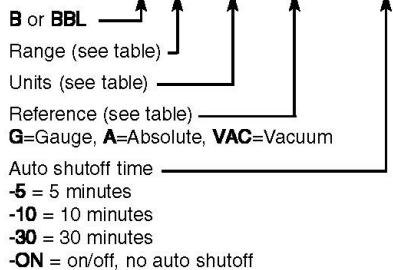 B or BBL
Range (see table)
Units (see table)
Reference (see table)
G=Gauge, A=Absolute, VAC=Vacuum
Auto shutoff time
-5 = 5 minutes
-10 = 10 minutes
-30 = 30 minutes
-ON = on/off, no auto shutoff